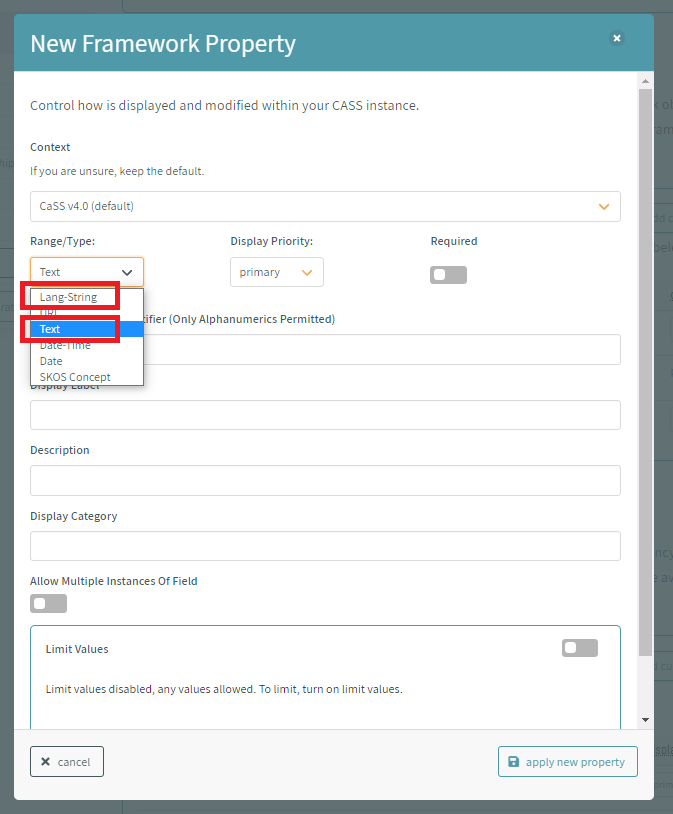 New Framework Property
Control how is displayed and modified within your CASS instance.
Context
If you are unsure, keep the default.
CaSS v4.0 (default)
Range/Type: Display Priority: Required
Text primary
Lang-String
URL
Text
Date-Time
Date
SKOS Concept
(Only Alphanumerics Permitted)
Display Label
Description
Display Category
Allow Multiple Instances Of Field
Limit Values
Limit values disabled, any values allowed. To limit, turn on limit values.
cancel apply new property